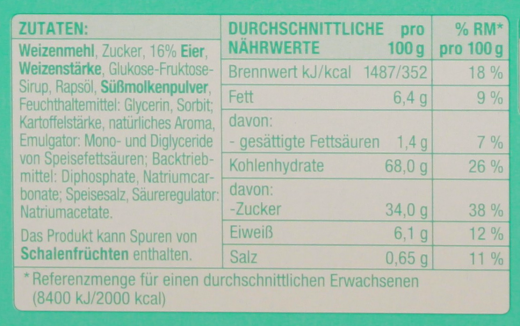 ZUTATEN:
Weizenmehl, Zucker, 16% Eier,
Weizenstärke, Glukose-Fruktose-
Sirup, Rapsöl, Süßmolkenpulver,
Feuchthaltemittel: Glycerin, Sorbit;
Kartoffelstärke, natürliches Aroma,
Emulgator: Mono- und Diglyceride
von Speisefettsäuren; Backtrieb-
mittel: Diphosphate, Natriumcar-
bonate; Speisesalz, Säureregulator:
Natriumacetate.
Das Produkt kann Spuren von
Schalenfrüchten enthalten.
DURCHSCHNITTLICHE pro % RM*
NÄHRWERTE 100 g pro 100 g
Brennwert kJ/kcal 1487/352 18 %
Fett 6,4 g 9 %
davon:
- gesättigte Fettsäuren 1,4 g 7 %
Kohlenhydrate 68,0 g 26 %
davon:
-Zucker 34,0 g 38 %
Eiweiß 6,1 g 12 %
Salz 0,65 g 11 %
*Referenzmenge für einen durchschnittlichen Erwachsenen
(8400 kJ/2000 kcal)